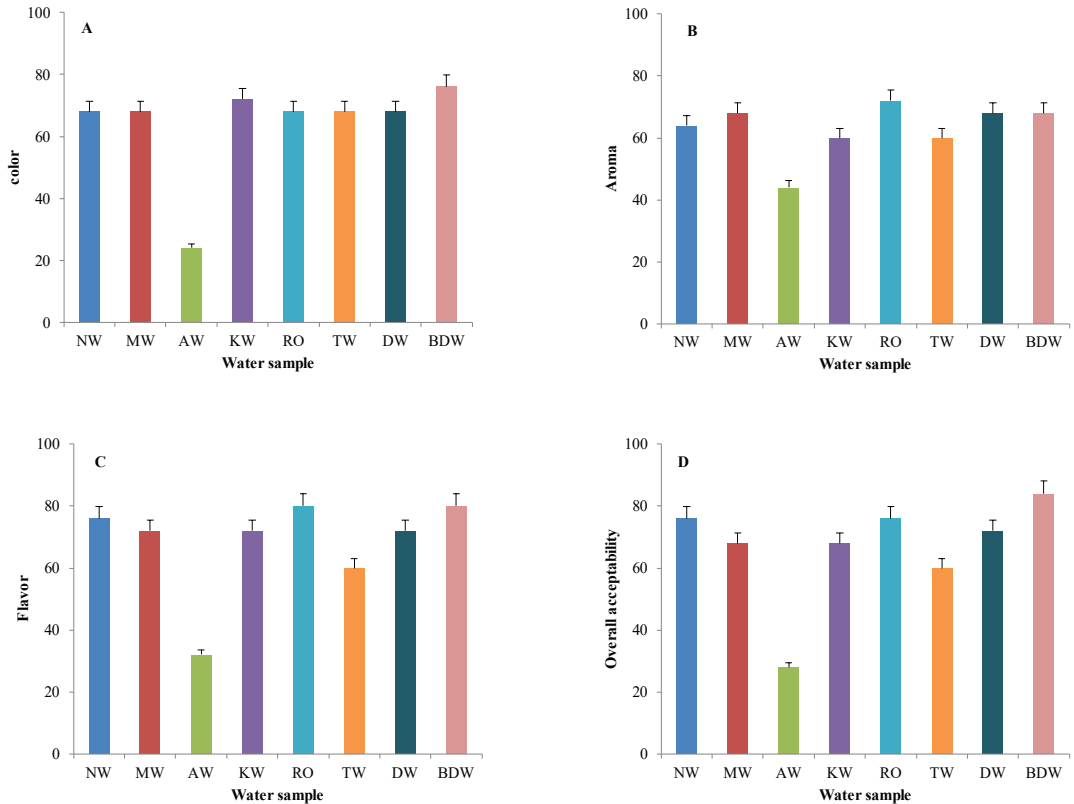 A
100
80
60
40
20
0
color
NW MW AW KW RO TW DW BDW
Water sample
B
100
80
60
40
20
0
Aroma
NW MW AW KW RO TW DW BDW
Water sample
C
100
80
60
40
20
0
Flavor
NW MW AW KW RO TW DW BDW
Water sample
D
100
80
60
40
20
0
Overall acceptability
NW MW AW KW RO TW DW BDW
Water sample